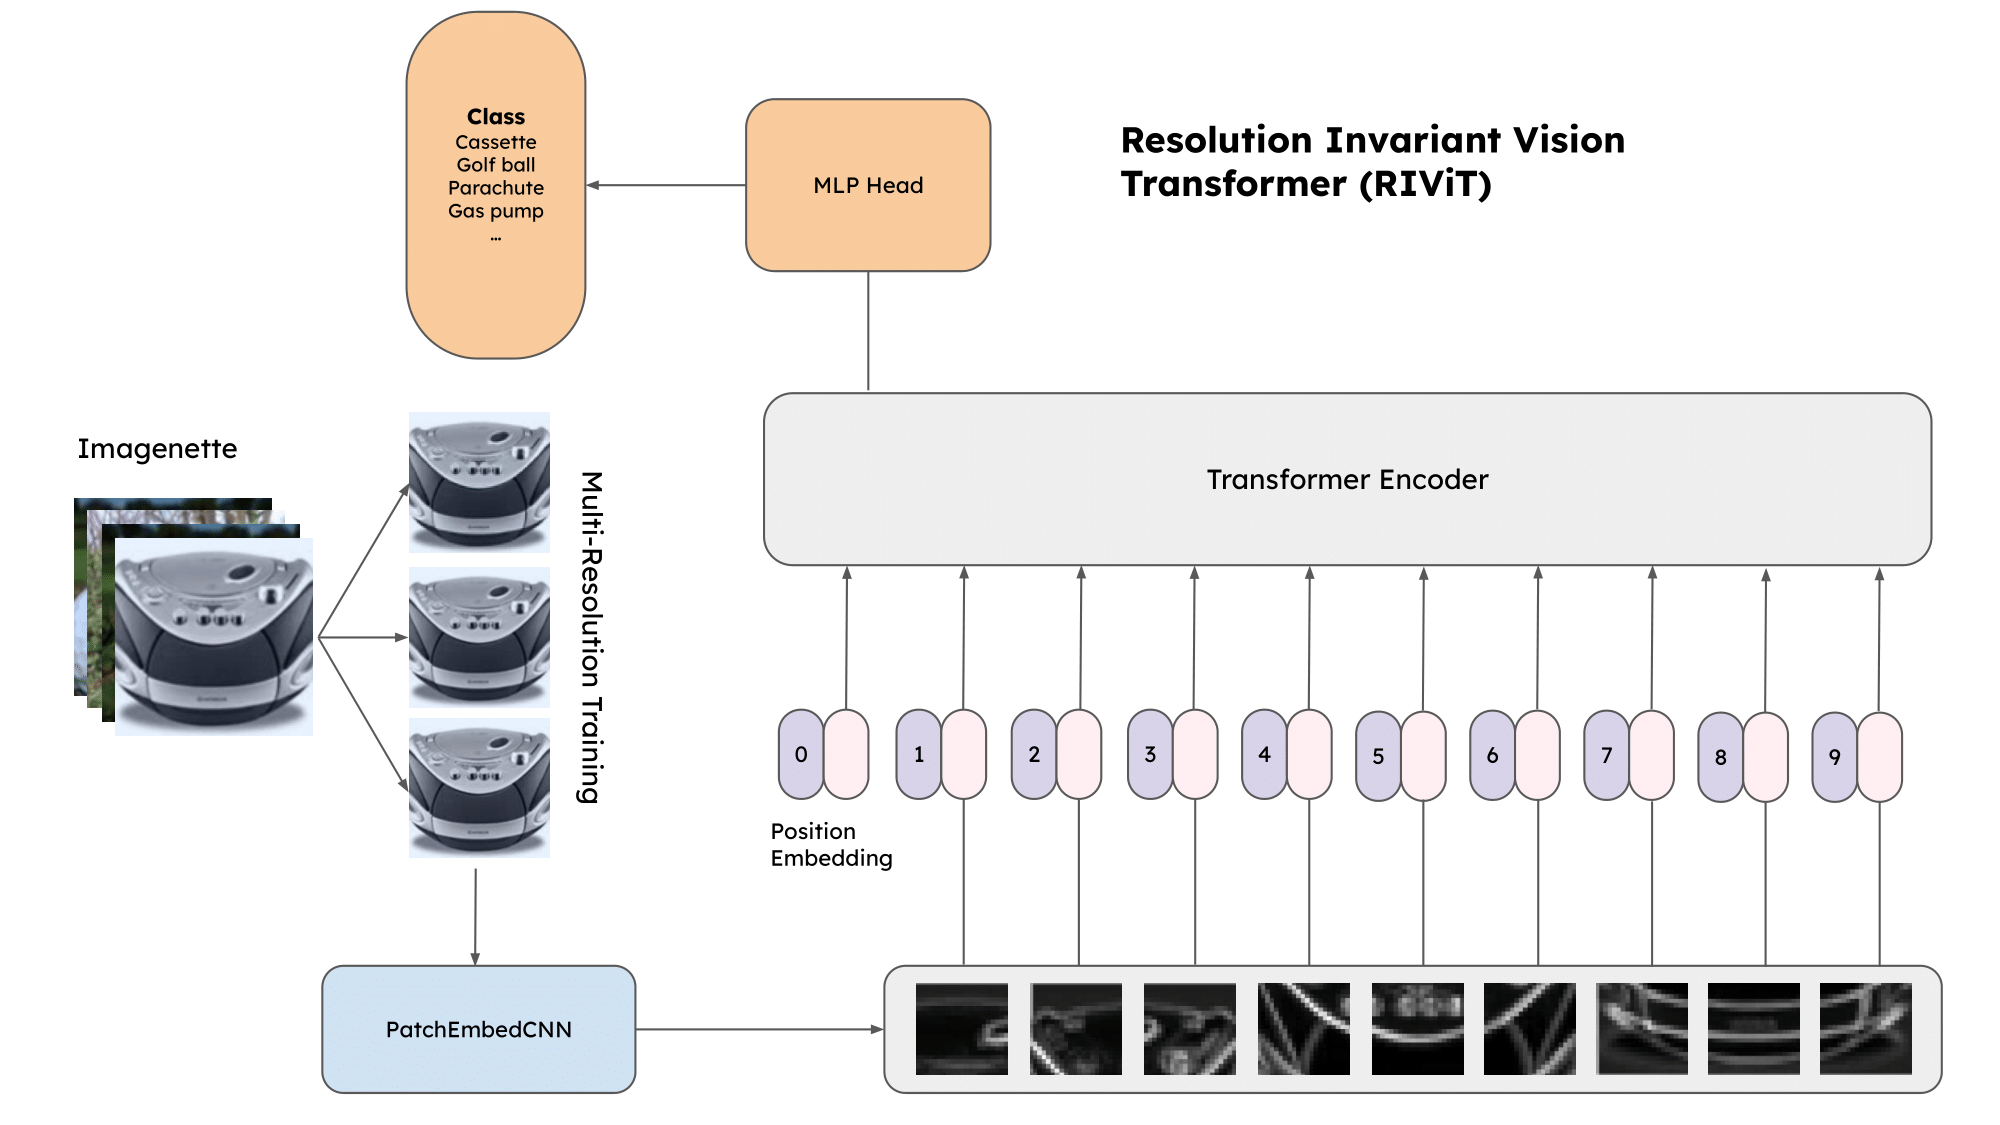 Class
Cassette
Golf ball
Parachute
Gas pump
...
MLP Head
Resolution Invariant Vision
Transformer (RIViT)
Imagenette
Multi-Resolution Training
Transformer Encoder
0 1 2 3 4 5 6 7 8 9
Position
Embedding
PatchEmbedCNN